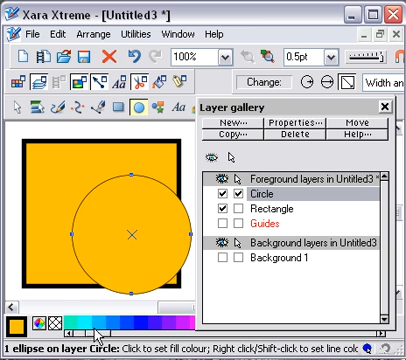 Xara Xtreme - [Untitled3 *]
File Edit Arrange Utilities Window Help
100% 0.5pt
Aa Change: Width an
Aa
Layer gallery
New... Properties... Move
Copy... Delete Help...
Foreground layers in Untitled3 *
Circle
Rectangle
Guides
Background layers in Untitled3
Background 1
1 ellipse on layer Circle: Click to set fill colour; Right click/Shift-click to set line colo